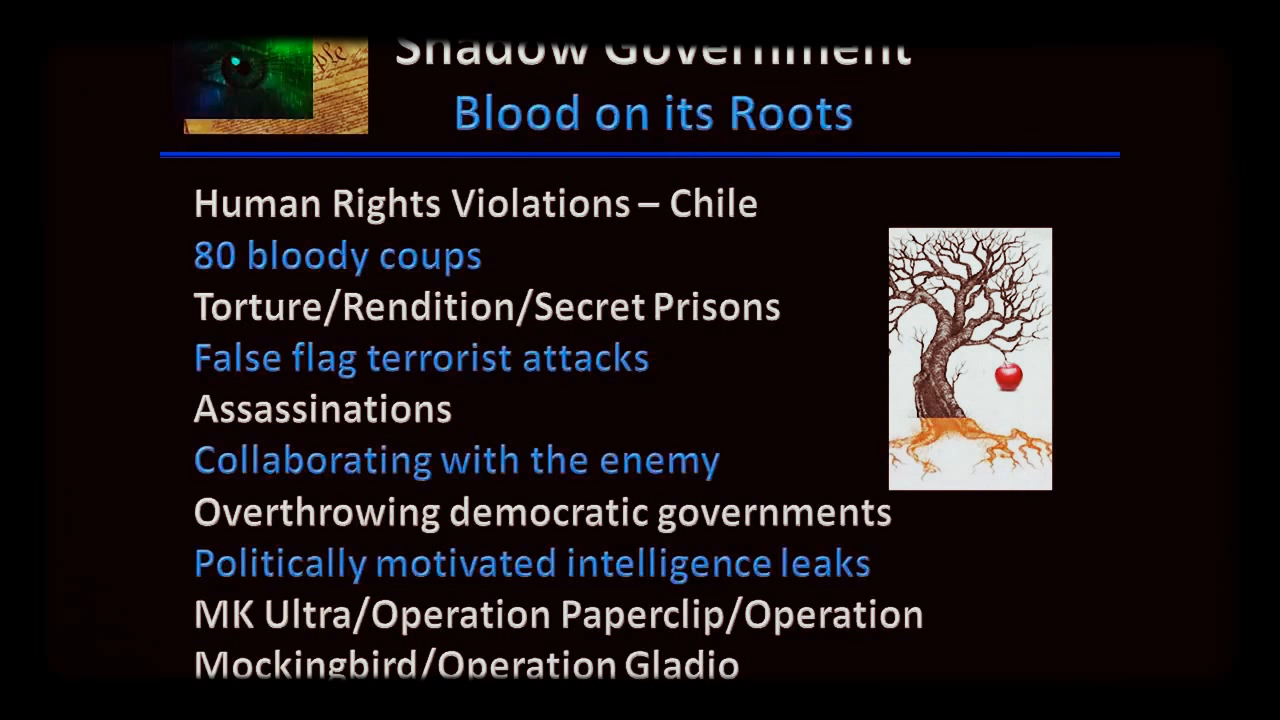 Shadow Government
Blood on its Roots
Human Rights Violations – Chile
80 bloody coups
Torture/Rendition/Secret Prisons
False flag terrorist attacks
Assassinations
Collaborating with the enemy
Overthrowing democratic governments
Politically motivated intelligence leaks
MK Ultra/Operation Paperclip/Operation
Mockingbird/Operation Gladio